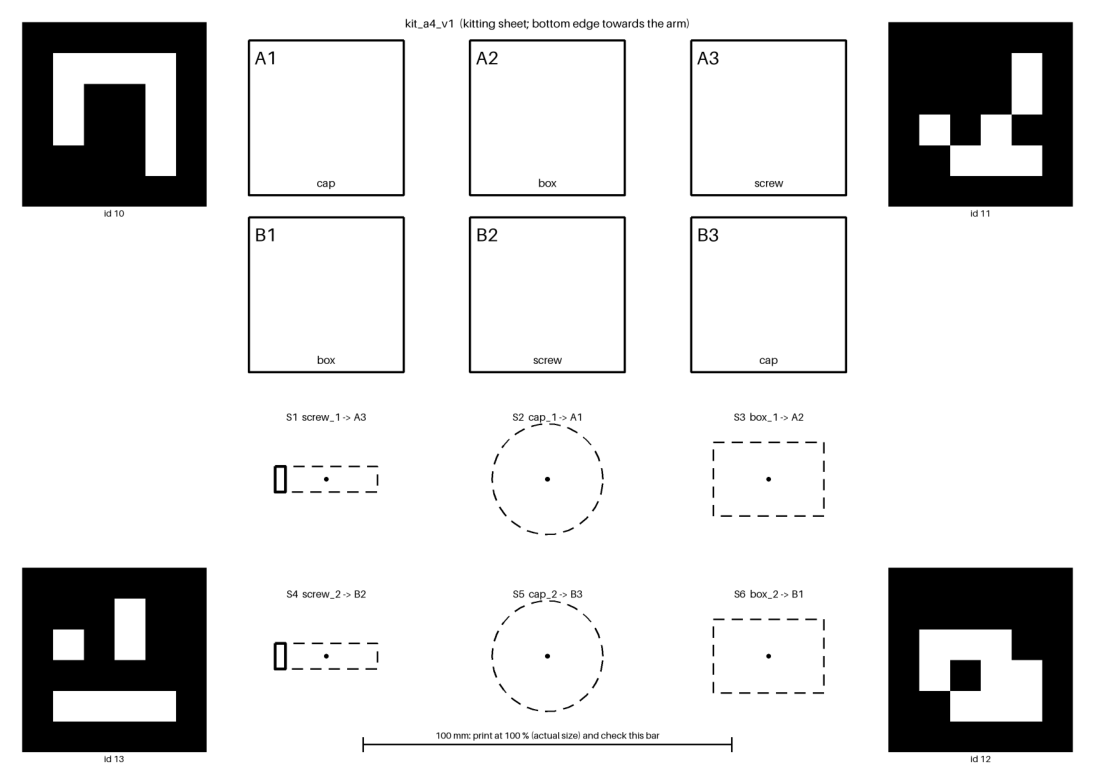 kit_a4_v1 (kitting sheet; bottom edge towards the arm)
A1
A2
A3
cap
box
screw
id 10
id 11
B1
B2
B3
box
screw
cap
S1 screw_1 -> A3
S2 cap_1 -> A1
S3 box_1 -> A2
S4 screw_2 -> B2
S5 cap_2 -> B3
S6 box_2 -> B1
100 mm: print at 100 % (actual size) and check this bar
id 13
id 12